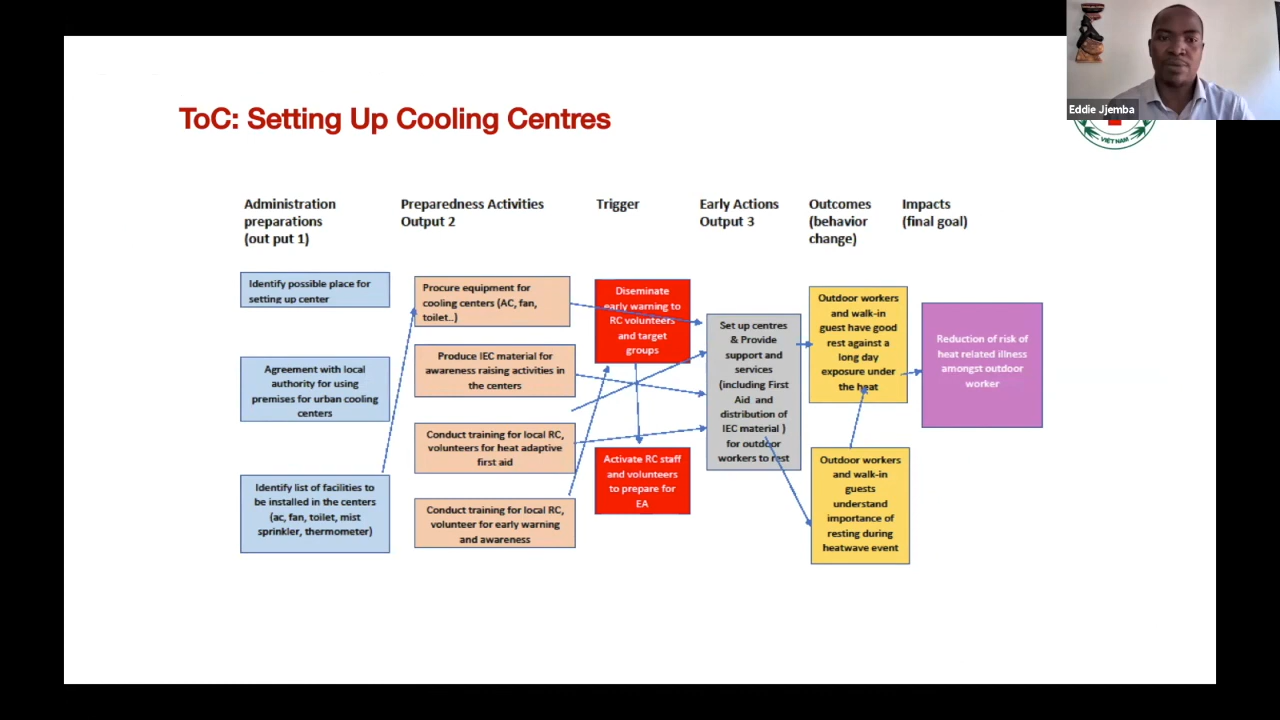 Eddie Jjemba
VIỆT NAM
ToC: Setting Up Cooling Centres
Administration
preparations
(out put 1)
Preparedness Activities
Output 2
Trigger
Early Actions
Output 3
Outcomes
(behavior
change)
Impacts
(final goal)
Identify possible place for
setting up center
Agreement with local
authority for using
premises for urban cooling
centers
Identify list of facilities to
be installed in the centers
(ac, fan, toilet, mist
sprinkler, thermometer)
Procure equipment for
cooling centers (AC, fan,
toilet..)
Produce IEC material for
awareness raising activities in
the centers
Conduct training for local RC,
volunteers for heat adaptive
first aid
Conduct training for local RC,
volunteer for early warning
and awareness
Diseminate
early warning to
RC volunteers
and target
groups
Activate RC staff
and volunteers
to prepare for
EA
Set up centres
& Provide
support and
services
(including First
Aid and
distribution of
IEC material )
for outdoor
workers to rest
Outdoor workers
and walk-in
guest have good
rest against a
long day
exposure under
the heat
Outdoor workers
and walk-in
guests
understand
importance of
resting during
heatwave event
Reduction of risk of
heat related illness
amongst outdoor
worker